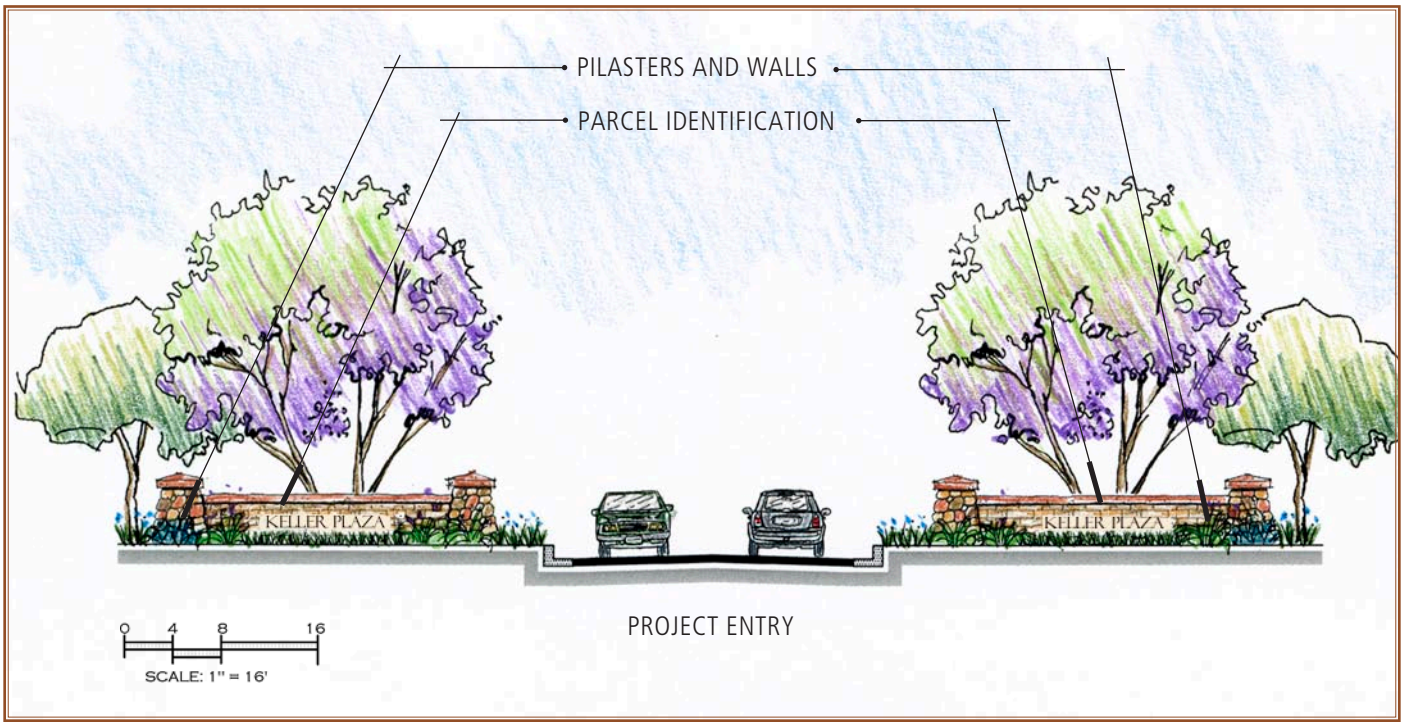 PILASTERS AND WALLS
PARCEL IDENTIFICATION
KELLER PLAZA
KELLER PLAZA
PROJECT ENTRY
0 4 8 16
SCALE: 1" = 16'